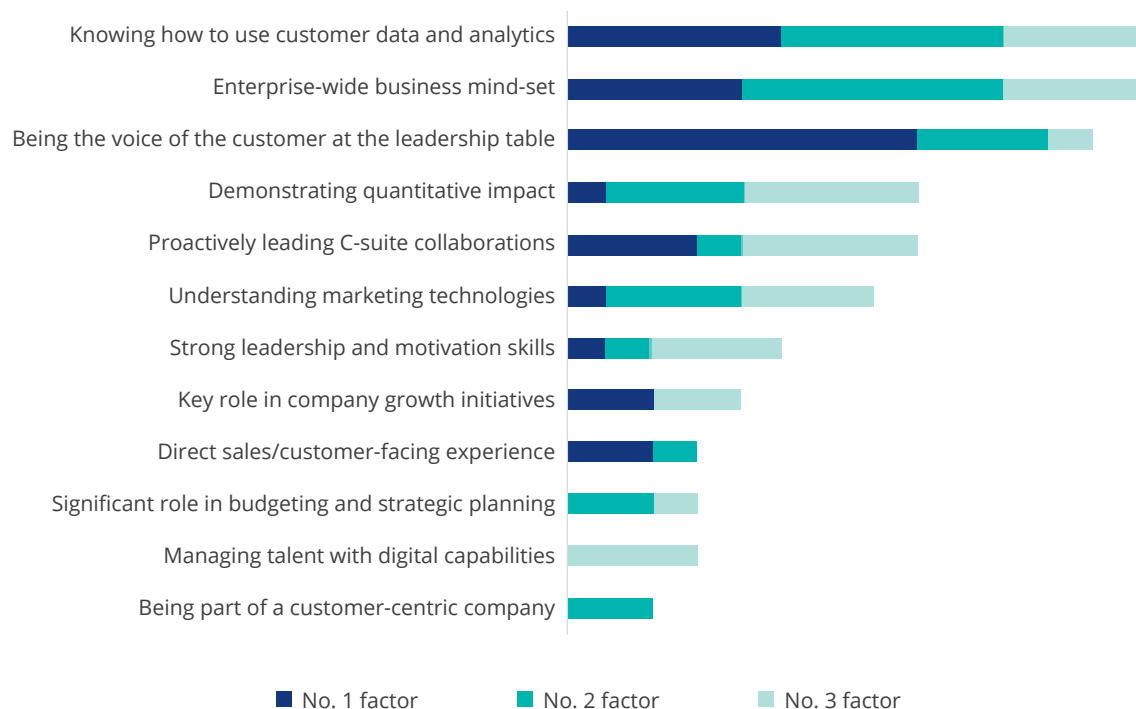 Knowing how to use customer data and analytics
Enterprise-wide business mind-set
Being the voice of the customer at the leadership table
Demonstrating quantitative impact
Proactively leading C-suite collaborations
Understanding marketing technologies
Strong leadership and motivation skills
Key role in company growth initiatives
Direct sales/customer-facing experience
Significant role in budgeting and strategic planning
Managing talent with digital capabilities
Being part of a customer-centric company
No. 1 factor No. 2 factor No. 3 factor